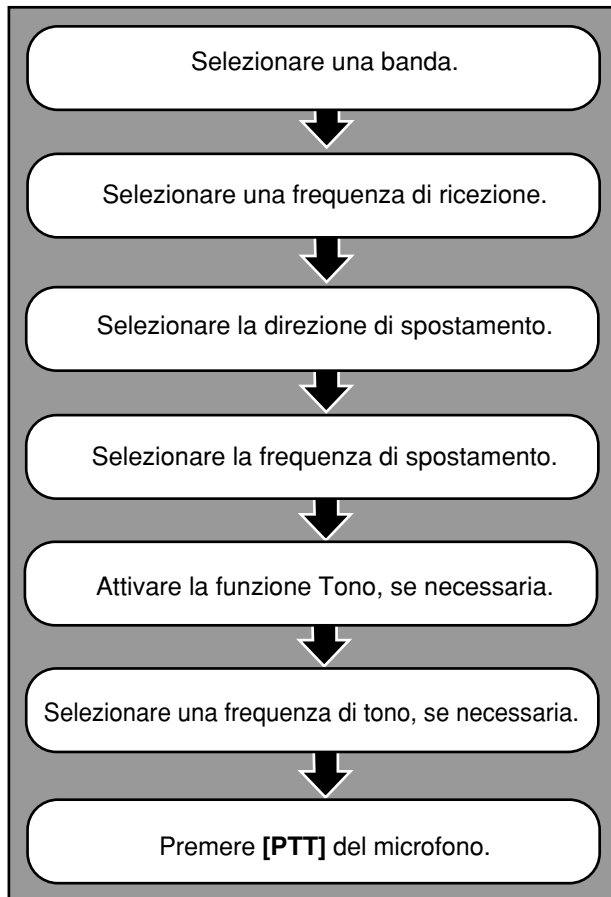 Selezionare una banda.
Selezionare una frequenza di ricezione.
Selezionare la direzione di spostamento.
Selezionare la frequenza di spostamento.
Attivare la funzione Tono, se necessaria.
Selezionare una frequenza di tono, se necessaria.
Premere [PTT] del microfono.